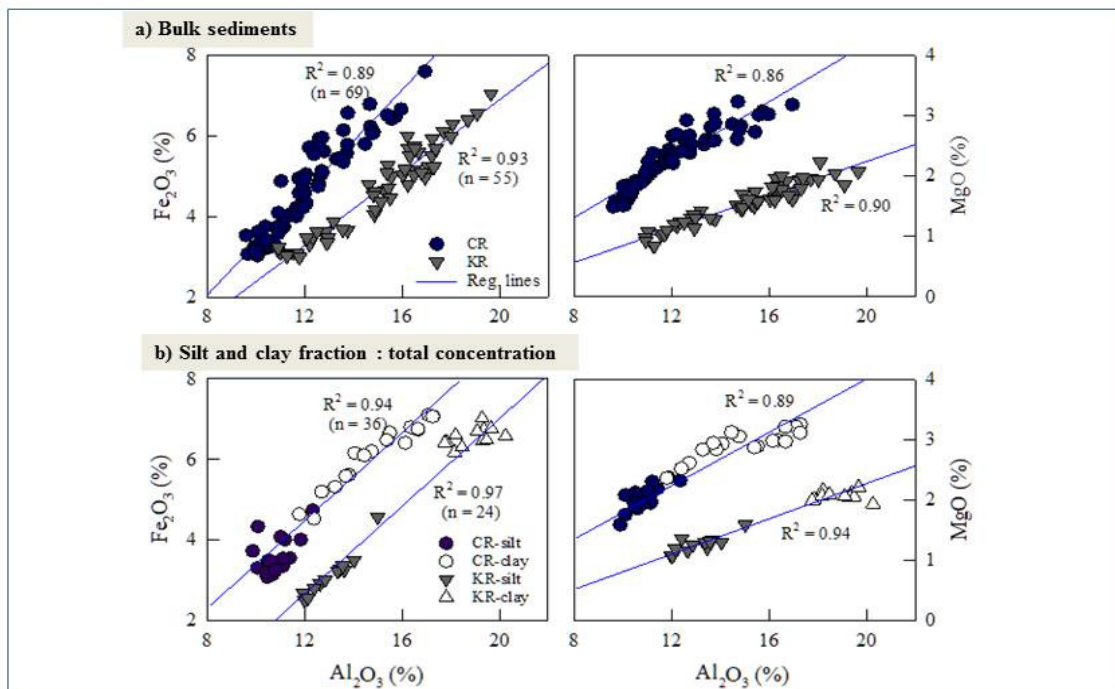 a) Bulk sediments
8
6
4
2
Fe₂O₃ (%)
R² = 0.89
(n = 69)
R² = 0.93
(n = 55)
CR
KR
Reg. lines
8 12 16 20
R² = 0.86
R² = 0.90
4
3
2
1
0
MgO (%)
8 12 16 20
b) Silt and clay fraction : total concentration
8
6
4
2
Fe₂O₃ (%)
R² = 0.94
(n = 36)
R² = 0.97
(n = 24)
CR-silt
CR-clay
KR-silt
KR-clay
8 12 16 20
Al₂O₃ (%)
R² = 0.89
R² = 0.94
4
3
2
1
0
MgO (%)
8 12 16 20
Al₂O₃ (%)